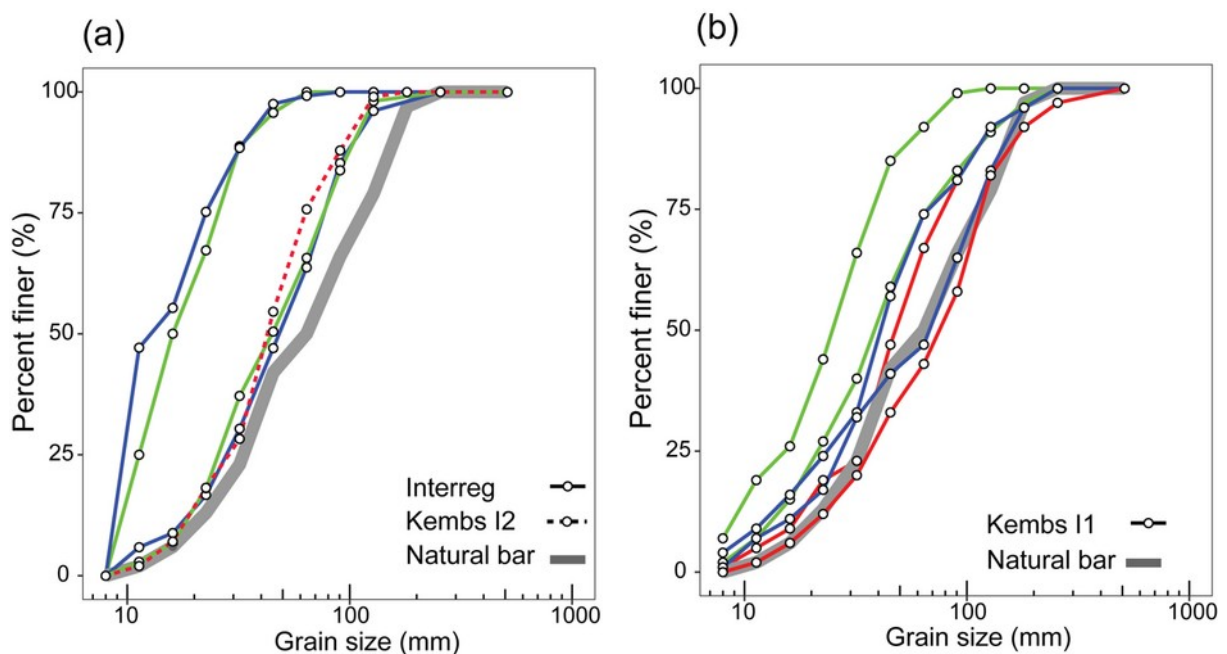 (a)
Percent finer (%)
100
75
50
25
0
Interreg
Kembs I2
Natural bar
10
100
1000
Grain size (mm)
(b)
Percent finer (%)
100
75
50
25
0
Kembs I1
Natural bar
10
100
1000
Grain size (mm)